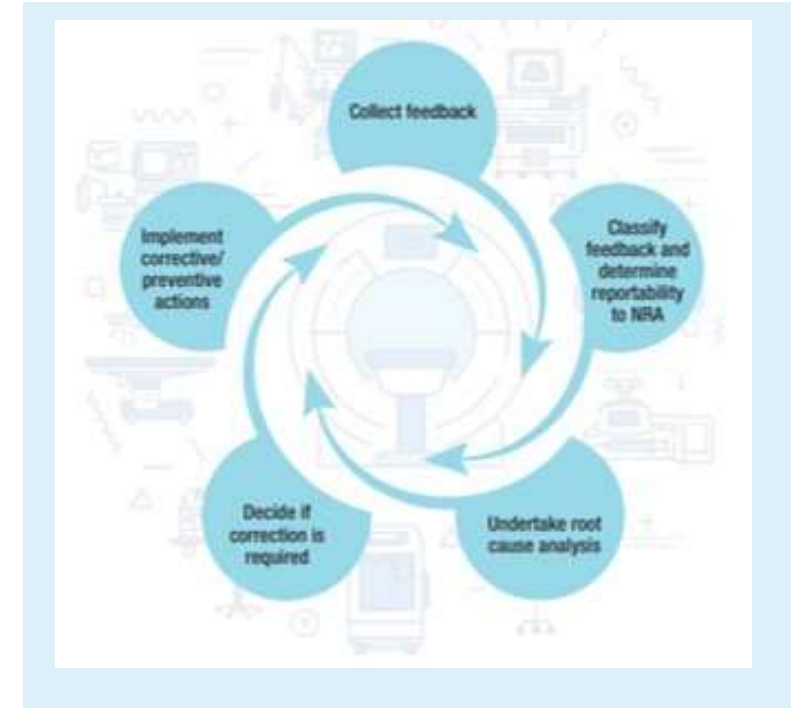 Collect feedback
Classify
feedback and
determine
reportability
to NRA
Undertake root
cause analysis
Decide if
correction is
required
Implement
corrective/
preventive
actions